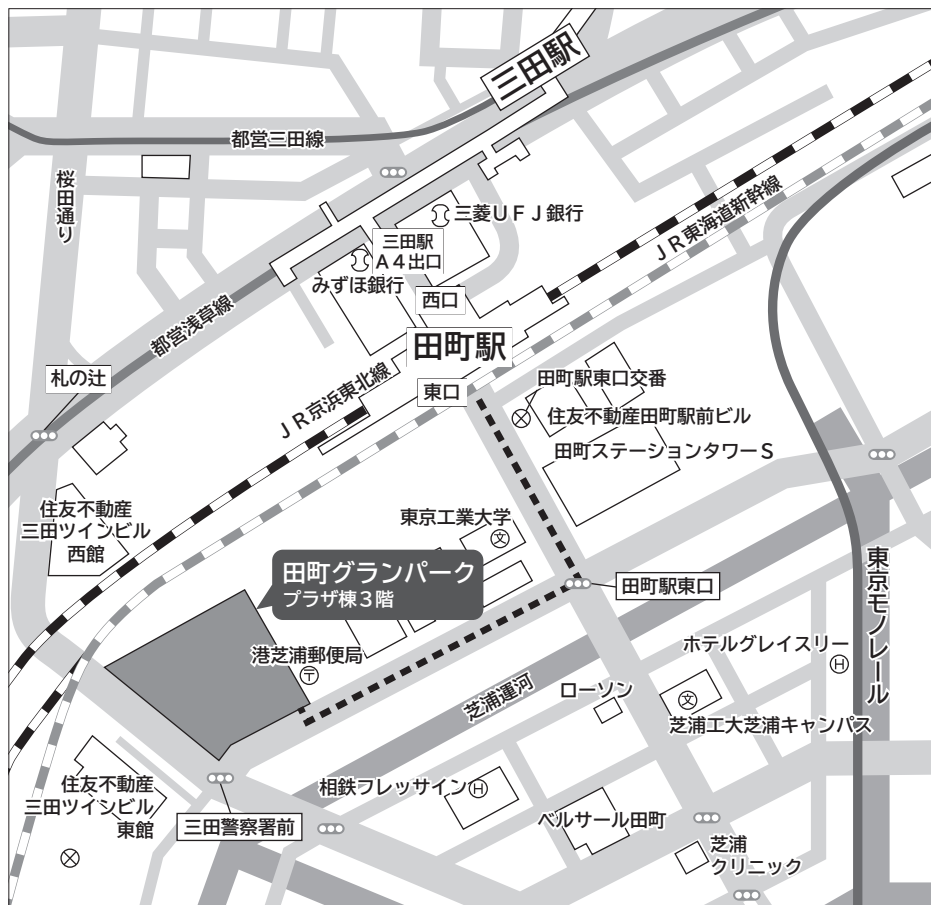 三田駅
都営三田線
桜田通り
三菱UFJ銀行
三田駅
A4出口
みずほ銀行
JR東海道新幹線
西口
都営浅草線
田町駅
札の辻
JR京浜東北線
東口
田町駅東口交番
住友不動産田町駅前ビル
田町ステーションタワーS
住友不動産
三田ツインビル
西館
東京工業大学
文
田町グランパーク
プラザ棟3階
田町駅東口
東京モノレール
港芝浦郵便局
〒
ホテルグレイスリー
H
芝浦運河
ローソン
文
芝浦工大芝浦キャンパス
住友不動産
三田ツインビル
東館
相鉄フレッサイン
H
三田警察署前
ベルサール田町
芝浦
クリニック